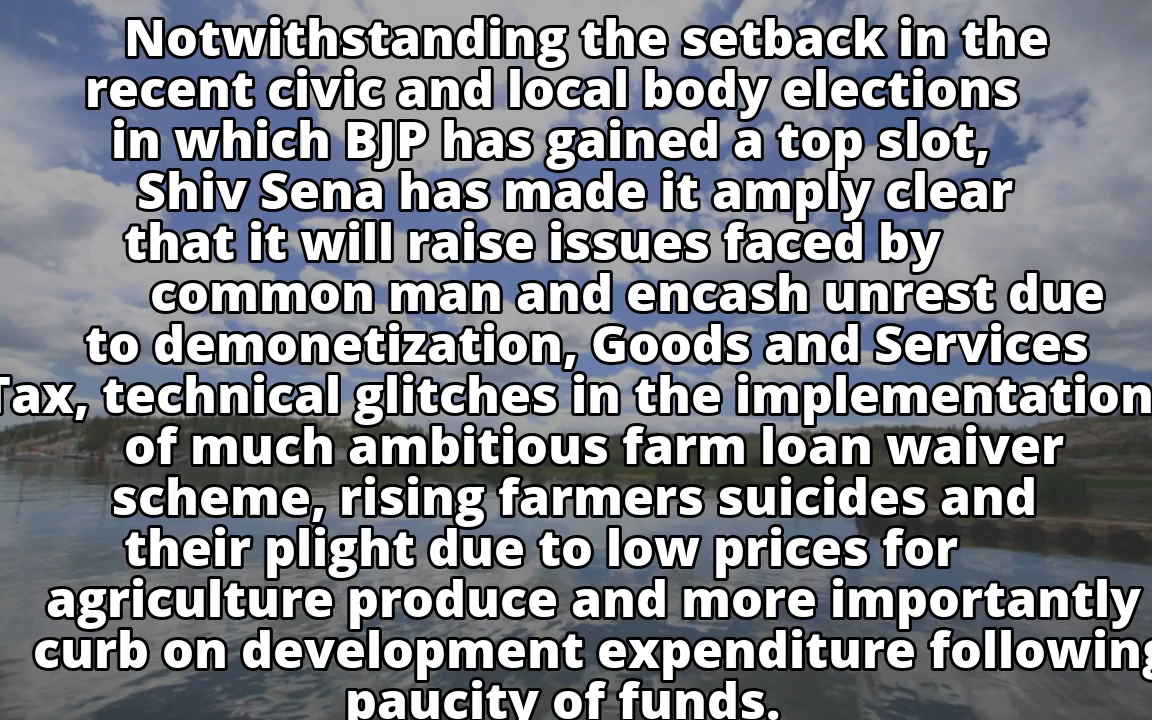 Notwithstanding the setback in the
recent civic and local body elections
in which BJP has gained a top slot,
Shiv Sena has made it amply clear
that it will raise issues faced by
common man and encash unrest due
to demonetization, Goods and Services
Tax, technical glitches in the implementation
of much ambitious farm loan waiver
scheme, rising farmers suicides and
their plight due to low prices for
agriculture produce and more importantly
curb on development expenditure following
paucity of funds.